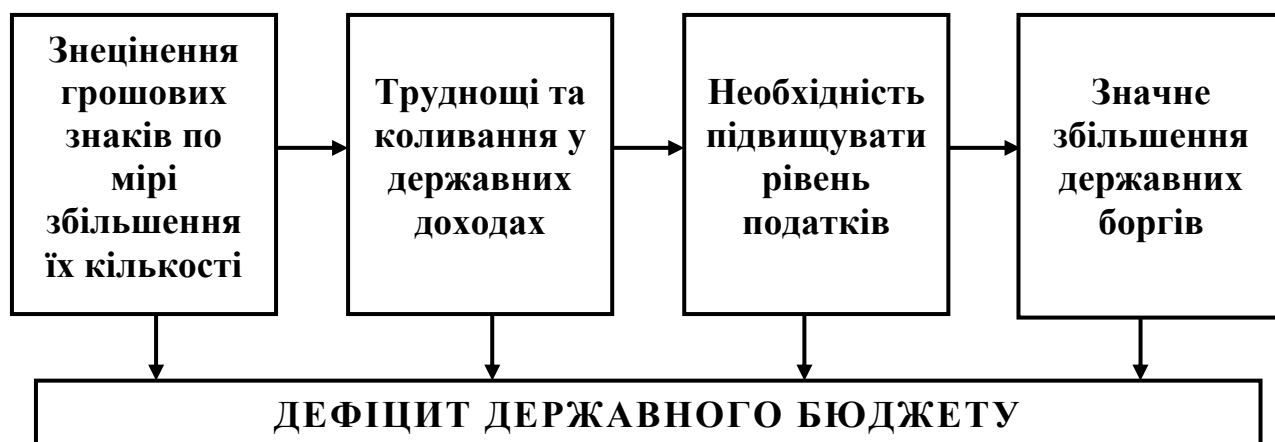 Знецінення
грошових
знаків по
мірі
збільшення
їх кількості
Труднощі та
коливання у
державних
доходах
Необхідність
підвищувати
рівень
податків
Значне
збільшення
державних
боргів
ДЕФІЦИТ ДЕРЖАВНОГО БЮДЖЕТУ